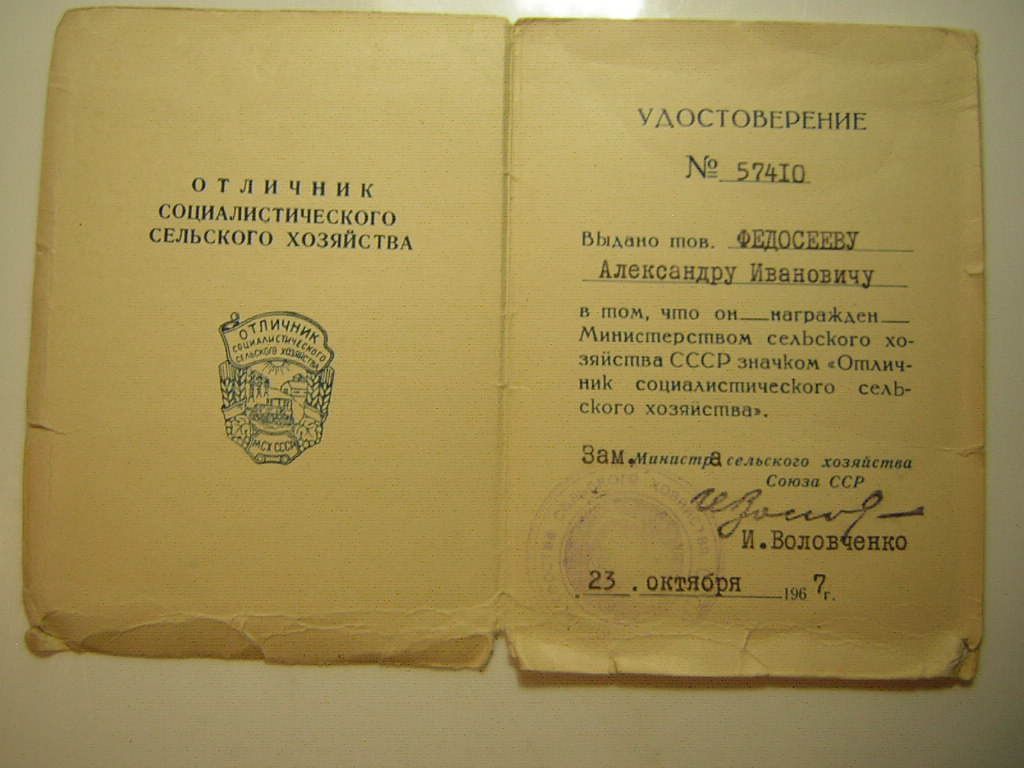 ОТЛИЧНИК
СОЦИАЛИСТИЧЕСКОГО
СЕЛЬСКОГО ХОЗЯЙСТВА
ОТЛИЧНИК
СОЦИАЛИСТИЧЕСКОГО
СЕЛЬСКОГО ХОЗЯЙСТВА
МСХ СССР
УДОСТОВЕРЕНИЕ
№ 57410
Выдано тов. ФЕДОСЕЕВУ
Александру Ивановичу
в том, что он награжден
Министерством сельского хо-
зяйства СССР значком «Отлич-
ник социалистического сель-
ского хозяйства».
Зам. Министра сельского хозяйства
Союза ССР
И. Воловченко
23. октября 1967 г.